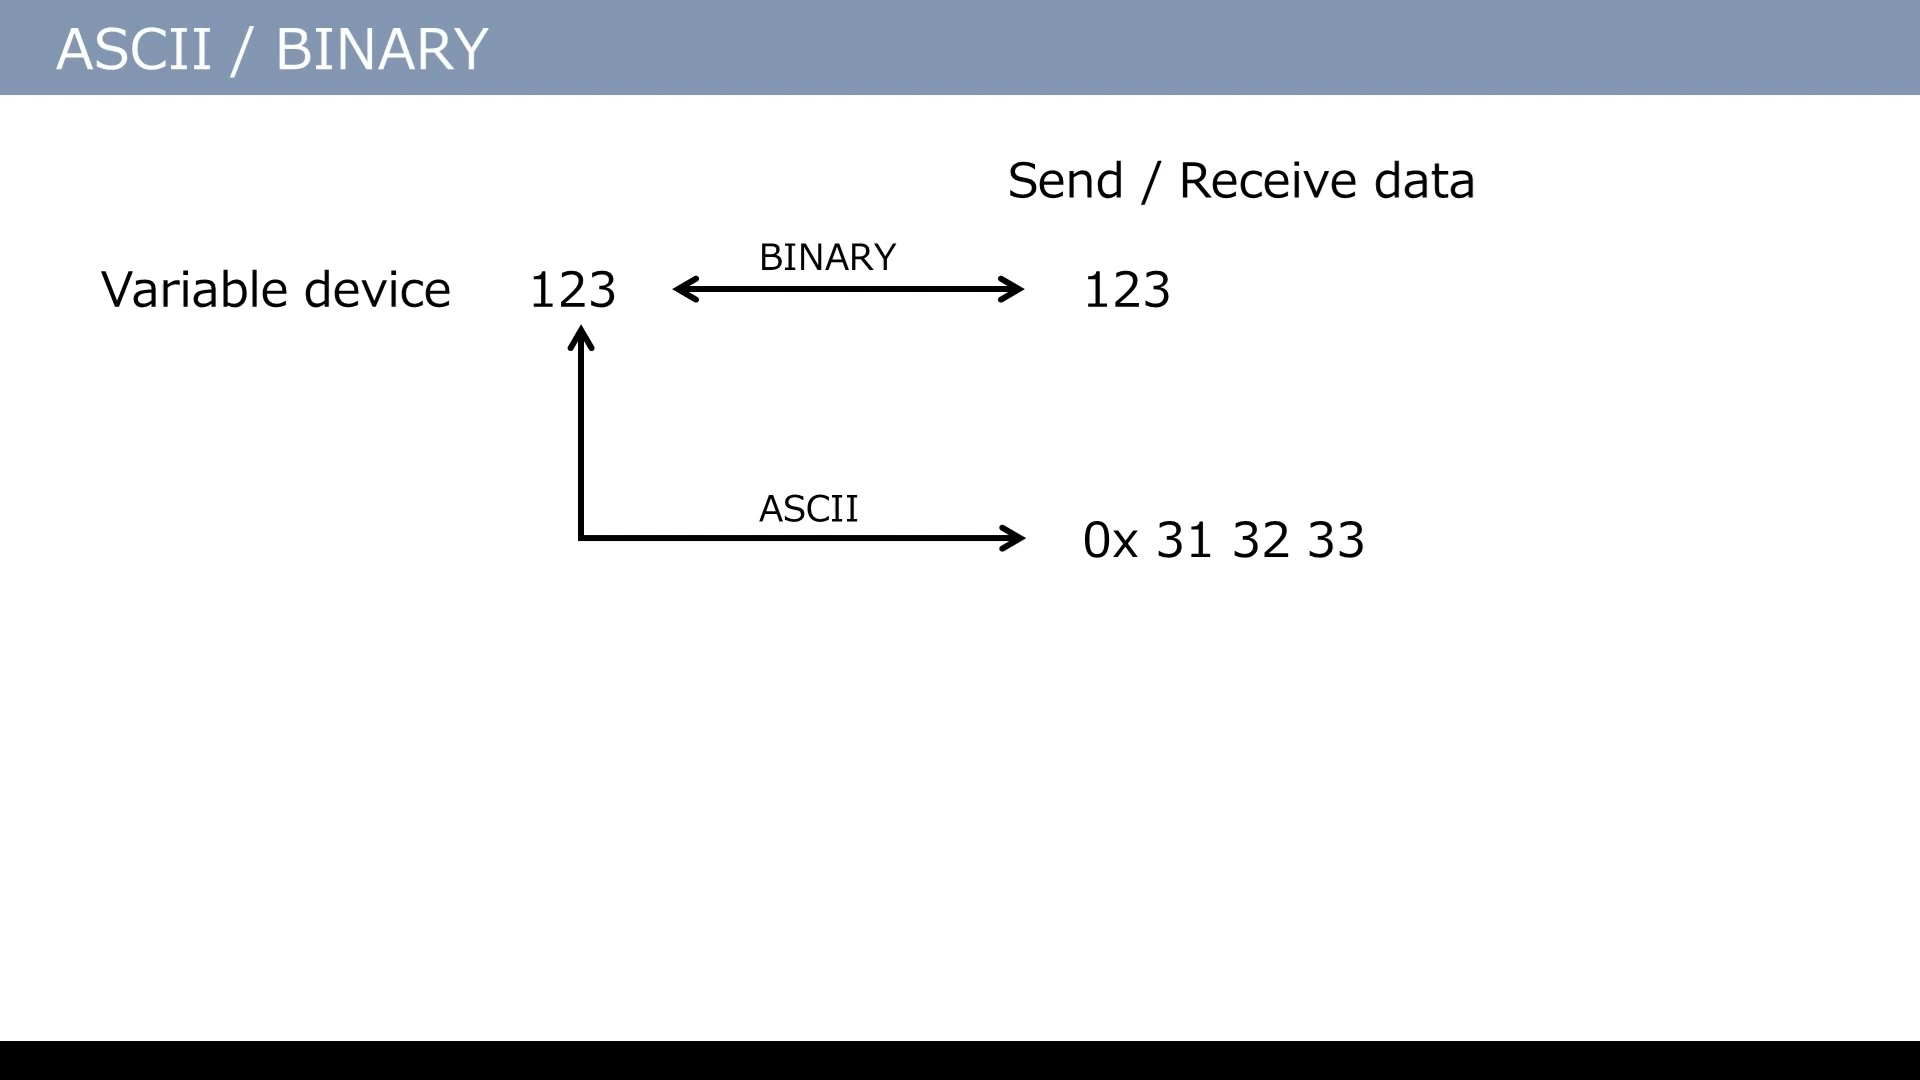 ASCII / BINARY
Send / Receive data
BINARY
Variable device 123 123
ASCII
0x 31 32 33